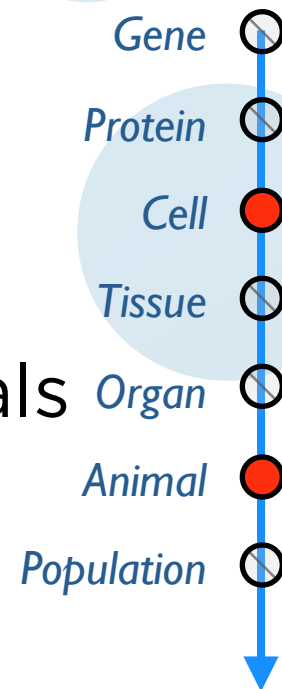 Gene
Protein
Cell
Tissue
als Organ
Animal
Population